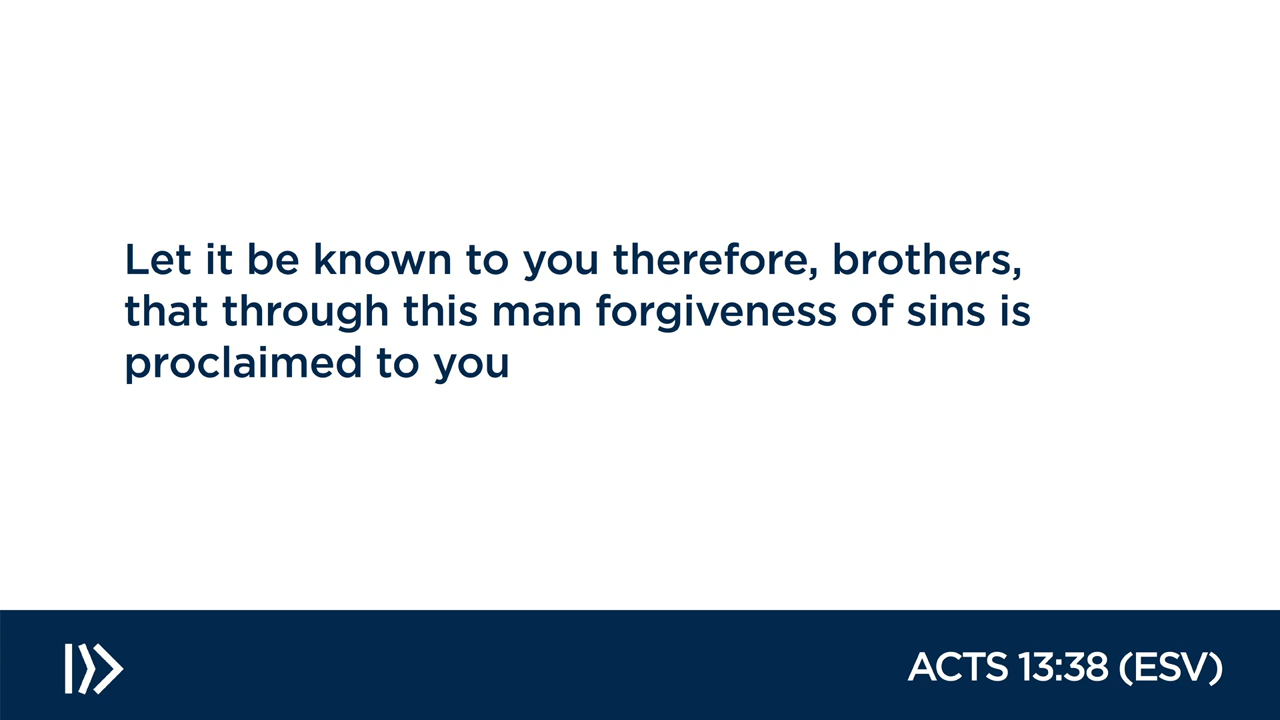 Let it be known to you therefore, brothers,
that through this man forgiveness of sins is
proclaimed to you
ACTS 13:38 (ESV)